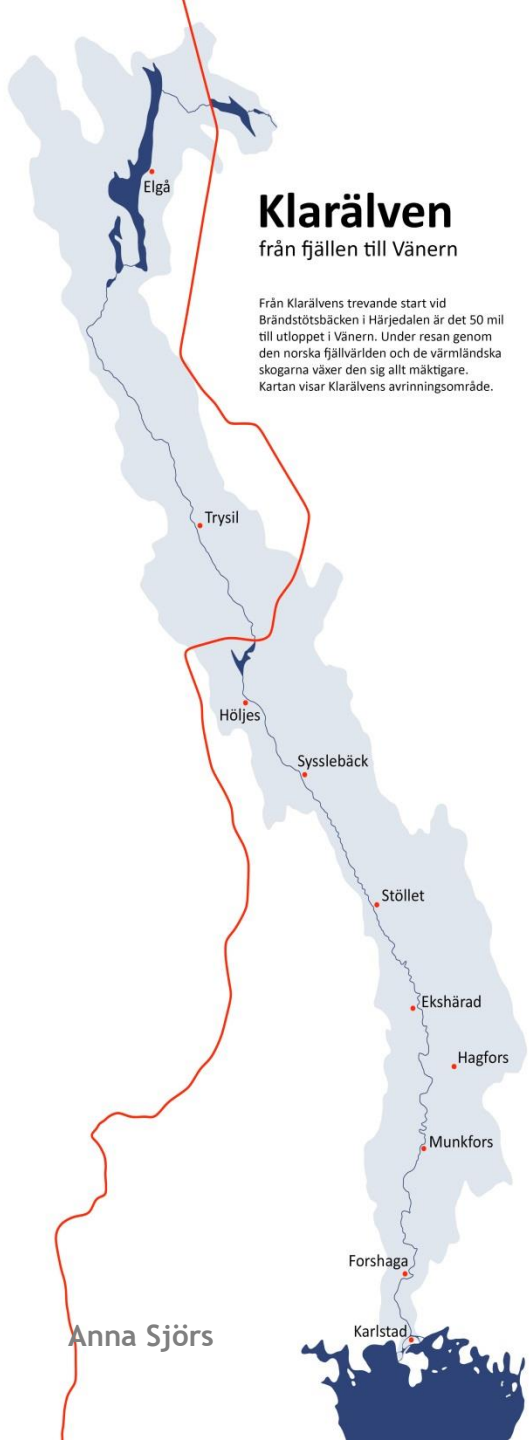 Elgå
Klarälven
från fjällen till Vänern
Från Klarälvens trevande start vid
Brändstötsbäcken i Härjedalen är det 50 mil
till utloppet i Vänern. Under resan genom
den norska fjällvärlden och de värmländska
skogarna växer den sig allt mäktigare.
Kartan visar Klarälvens avrinningsområde.
Trysil
Höljes
Sysslebäck
Stöllet
Ekshärad
Hagfors
Munkfors
Forshaga
Karlstad
Anna Sjörs